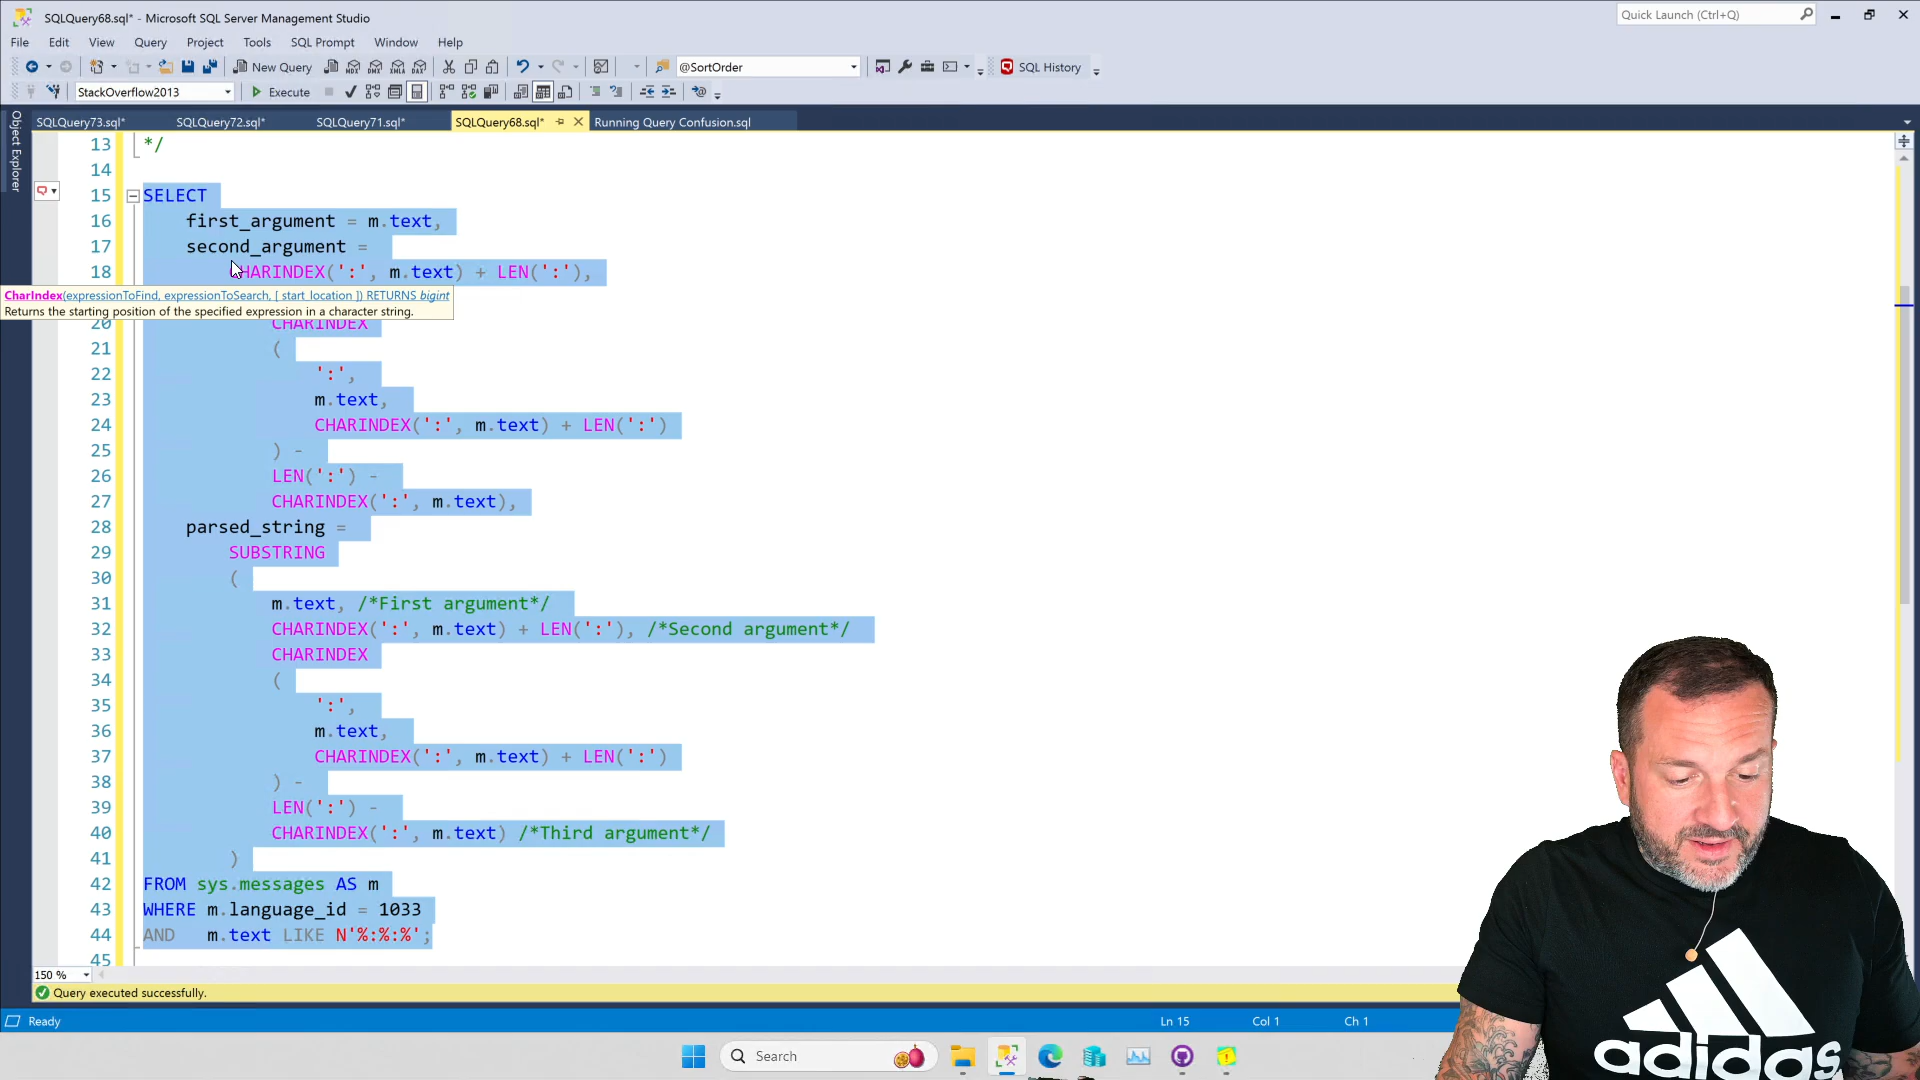 SQLQuery68.sql* - Microsoft SQL Server Management Studio
Quick Launch (Ctrl+Q)
File Edit View Query Project Tools SQL Prompt Window Help
New Query MDX DMX XMLA DAX @SortOrder SQL History
StackOverflow2013 Execute
SQLQuery73.sql* SQLQuery72.sql* SQLQuery71.sql* SQLQuery68.sql* Running Query Confusion.sql
Object Explorer
13 */
14
15 SELECT
16 first_argument = m.text,
17 second_argument =
18 CHARINDEX(':', m.text) + LEN(':'),
CharIndex(expressionToFind, expressionToSearch, [ start_location ]) RETURNS bigint
Returns the starting position of the specified expression in a character string.
20 CHARINDEX
21 (
22 ':',
23 m.text,
24 CHARINDEX(':', m.text) + LEN(':')
25 ) -
26 LEN(':') -
27 CHARINDEX(':', m.text),
28 parsed_string =
29 SUBSTRING
30 (
31 m.text, /*First argument*/
32 CHARINDEX(':', m.text) + LEN(':'), /*Second argument*/
33 CHARINDEX
34 (
35 ':',
36 m.text,
37 CHARINDEX(':', m.text) + LEN(':')
38 ) -
39 LEN(':') -
40 CHARINDEX(':', m.text) /*Third argument*/
41 )
42 FROM sys.messages AS m
43 WHERE m.language_id = 1033
44 AND m.text LIKE N'%:%:%';
45
150 %
Query executed successfully.
Ready Ln 15 Col 1 Ch 1
Search
adidas